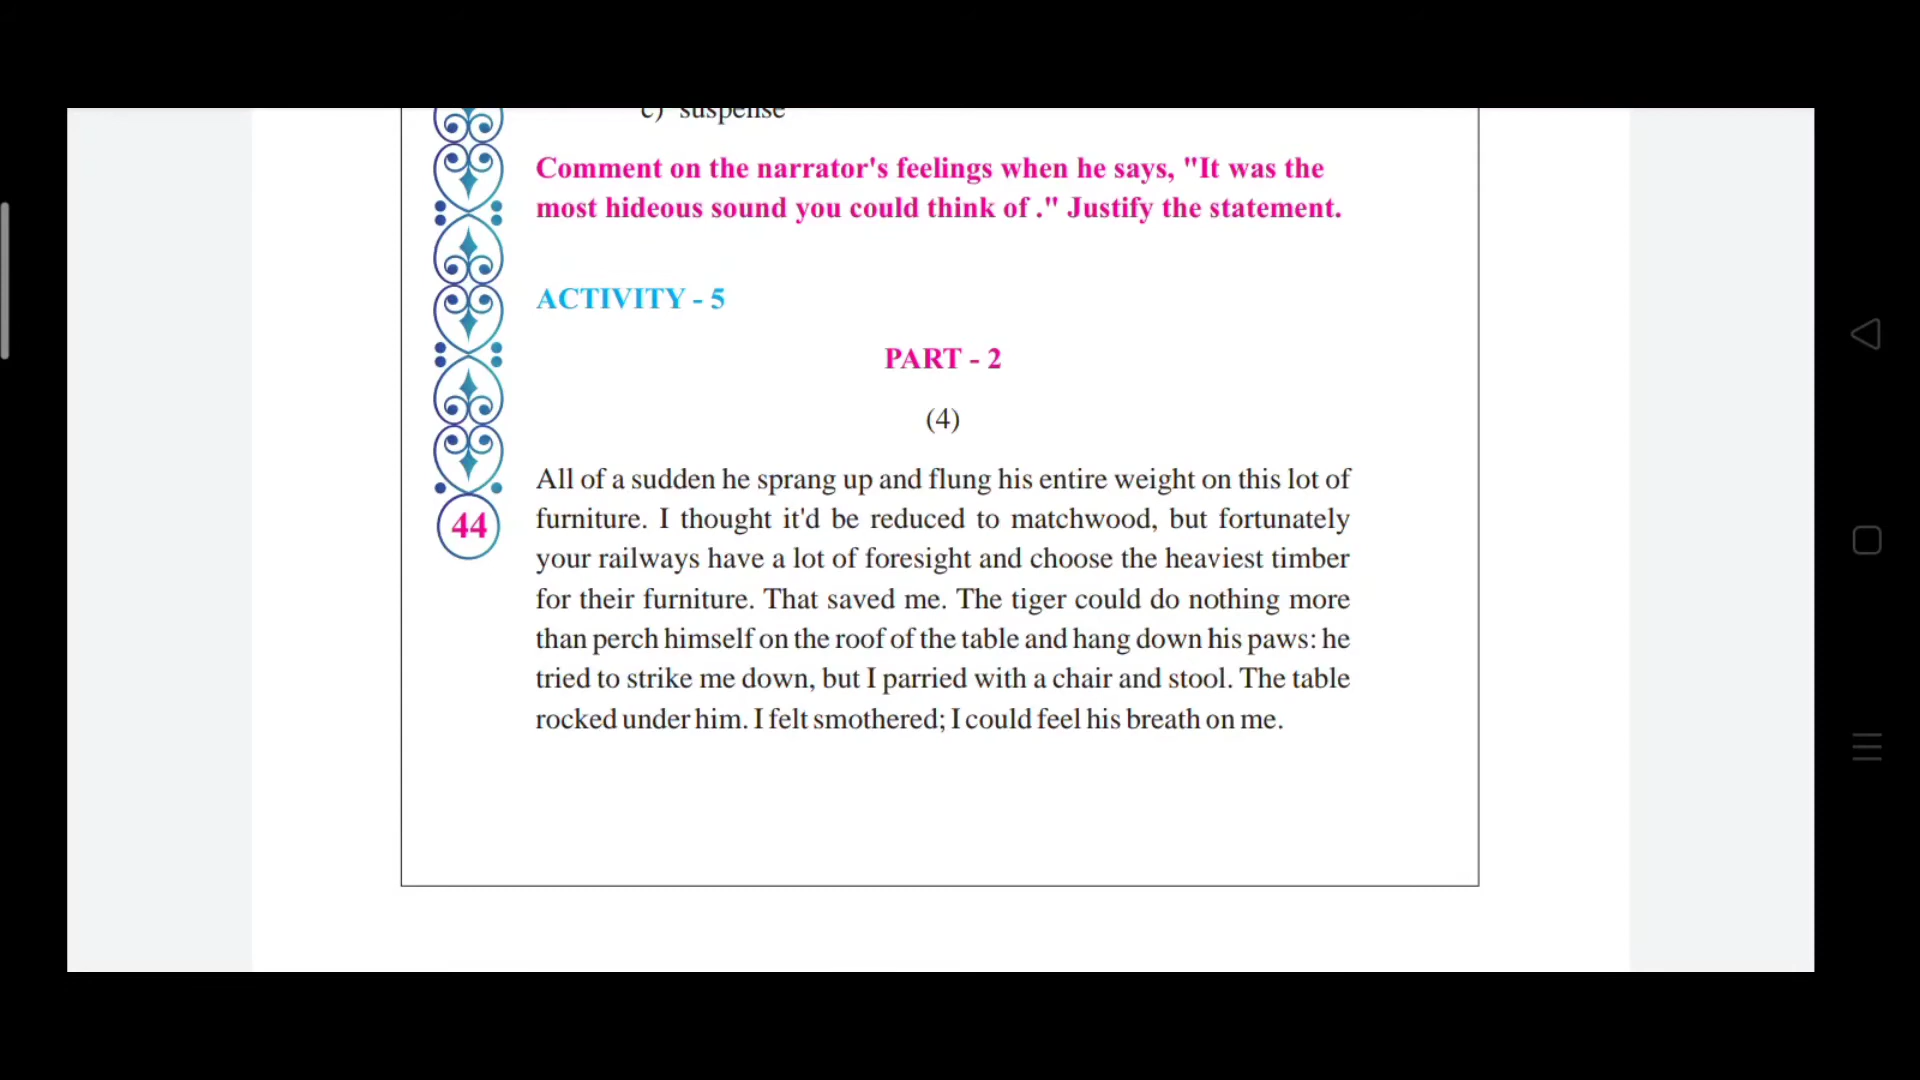 c) suspense
Comment on the narrator's feelings when he says, "It was the
most hideous sound you could think of ." Justify the statement.
ACTIVITY - 5
PART - 2
(4)
All of a sudden he sprang up and flung his entire weight on this lot of
furniture. I thought it'd be reduced to matchwood, but fortunately
your railways have a lot of foresight and choose the heaviest timber
for their furniture. That saved me. The tiger could do nothing more
than perch himself on the roof of the table and hang down his paws: he
tried to strike me down, but I parried with a chair and stool. The table
rocked under him. I felt smothered; I could feel his breath on me.
44